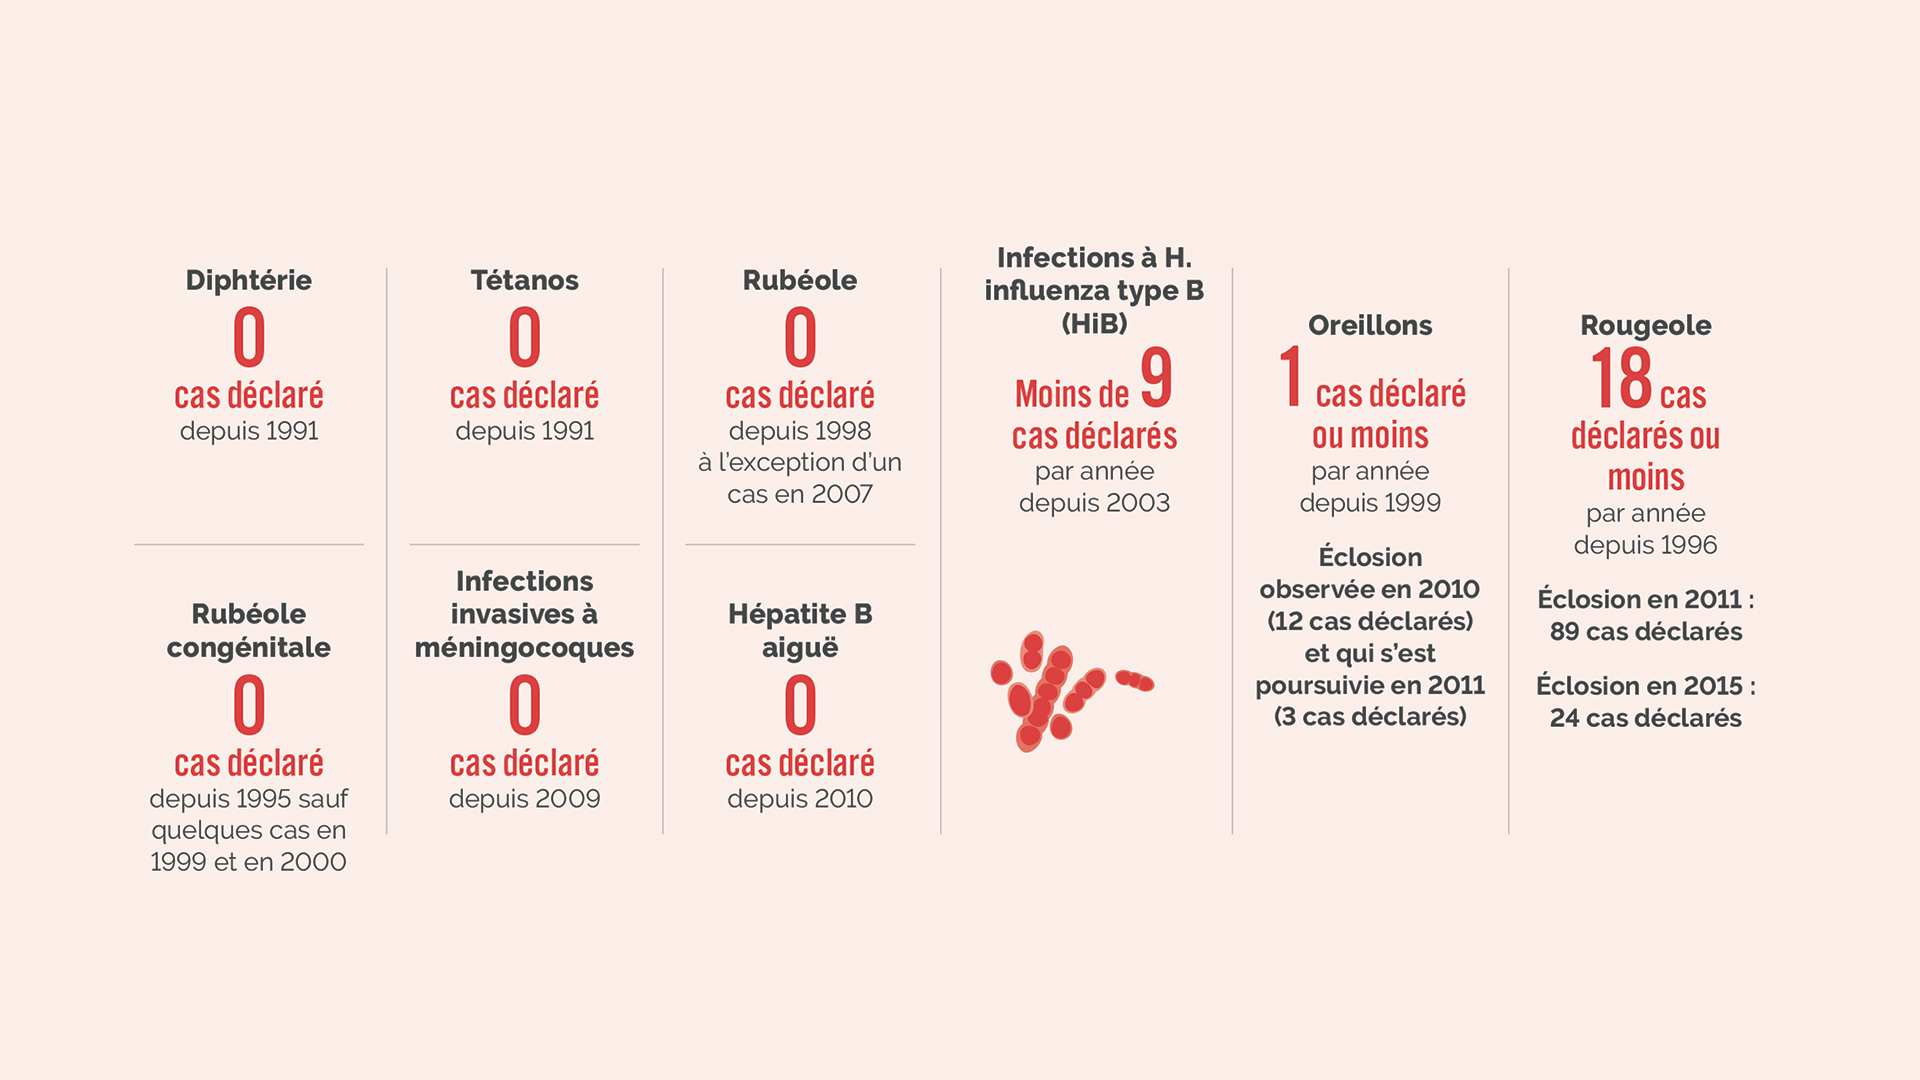 Diphtérie
0
cas déclaré
depuis 1991
Tétanos
0
cas déclaré
depuis 1991
Rubéole
0
cas déclaré
depuis 1998
à l’exception d’un
cas en 2007
Rubéole
congénitale
0
cas déclaré
depuis 1995 sauf
quelques cas en
1999 et en 2000
Infections
invasives à
méningocoques
0
cas déclaré
depuis 2009
Hépatite B
aiguë
0
cas déclaré
depuis 2010
Infections à H.
influenza type B
(HiB)
Moins de 9
cas déclarés
par année
depuis 2003
Oreillons
1 cas déclaré
ou moins
par année
depuis 1999
Éclosion
observée en 2010
(12 cas déclarés)
et qui s’est
poursuivie en 2011
(3 cas déclarés)
Rougeole
18 cas
déclarés ou
moins
par année
depuis 1996
Éclosion en 2011 :
89 cas déclarés
Éclosion en 2015 :
24 cas déclarés